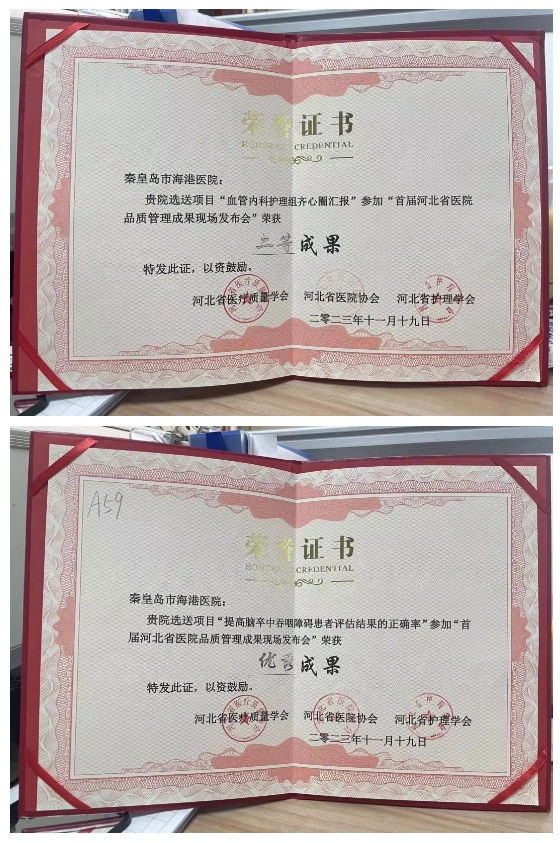 荣誉证书
HONORARY CREDENTIAL
秦皇岛市海港医院：
贵院选送项目“血管内科护理组齐心圈汇报”参加“首届河北省医院
品质管理成果现场发布会”荣获
三等成果
特发此证，以资鼓励。
河北省医疗质量学会 河北省医院协会 河北省护理学会
二零二三年十一月十九日
A59
荣誉证书
HONORARY CREDENTIAL
秦皇岛市海港医院：
贵院选送项目“提高脑卒中吞咽障碍患者评估结果的正确率”参加“首
届河北省医院品质管理成果现场发布会”荣获
优秀成果
特发此证，以资鼓励。
河北省医疗质量学会 河北省医院协会 河北省护理学会
二零二三年十一月十九日